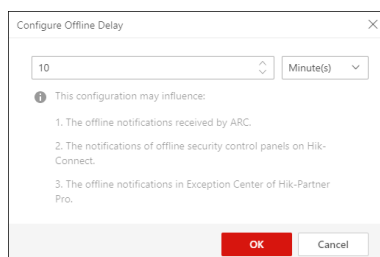 Configure Offline Delay
10
Minute(s)
This configuration may influence:
1. The offline notifications received by ARC.
2. The notifications of offline security control panels on Hik-
Connect.
3. The offline notifications in Exception Center of Hik-Partner
Pro.
OK
Cancel